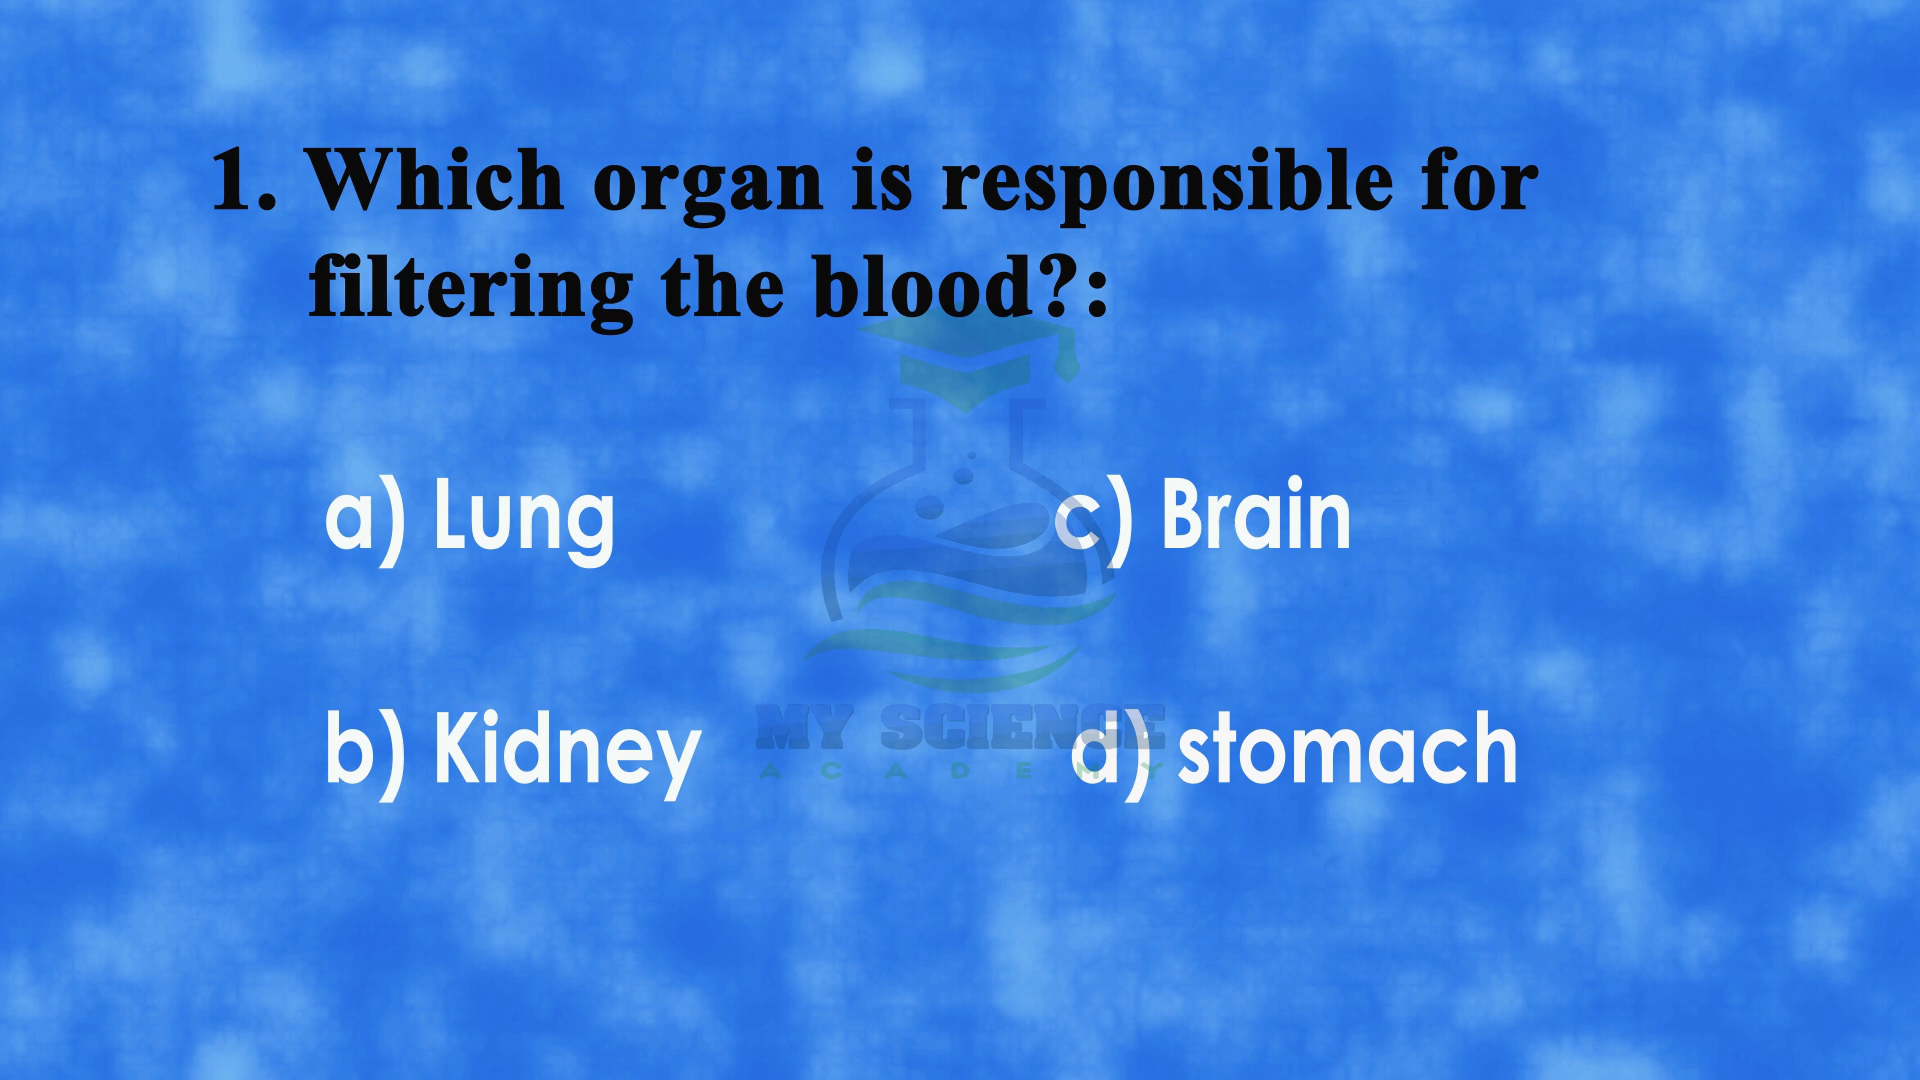 1. Which organ is responsible for
filtering the blood?:
a) Lung
c) Brain
b) Kidney
d) stomach
MY SCIENCE
ACADEMY